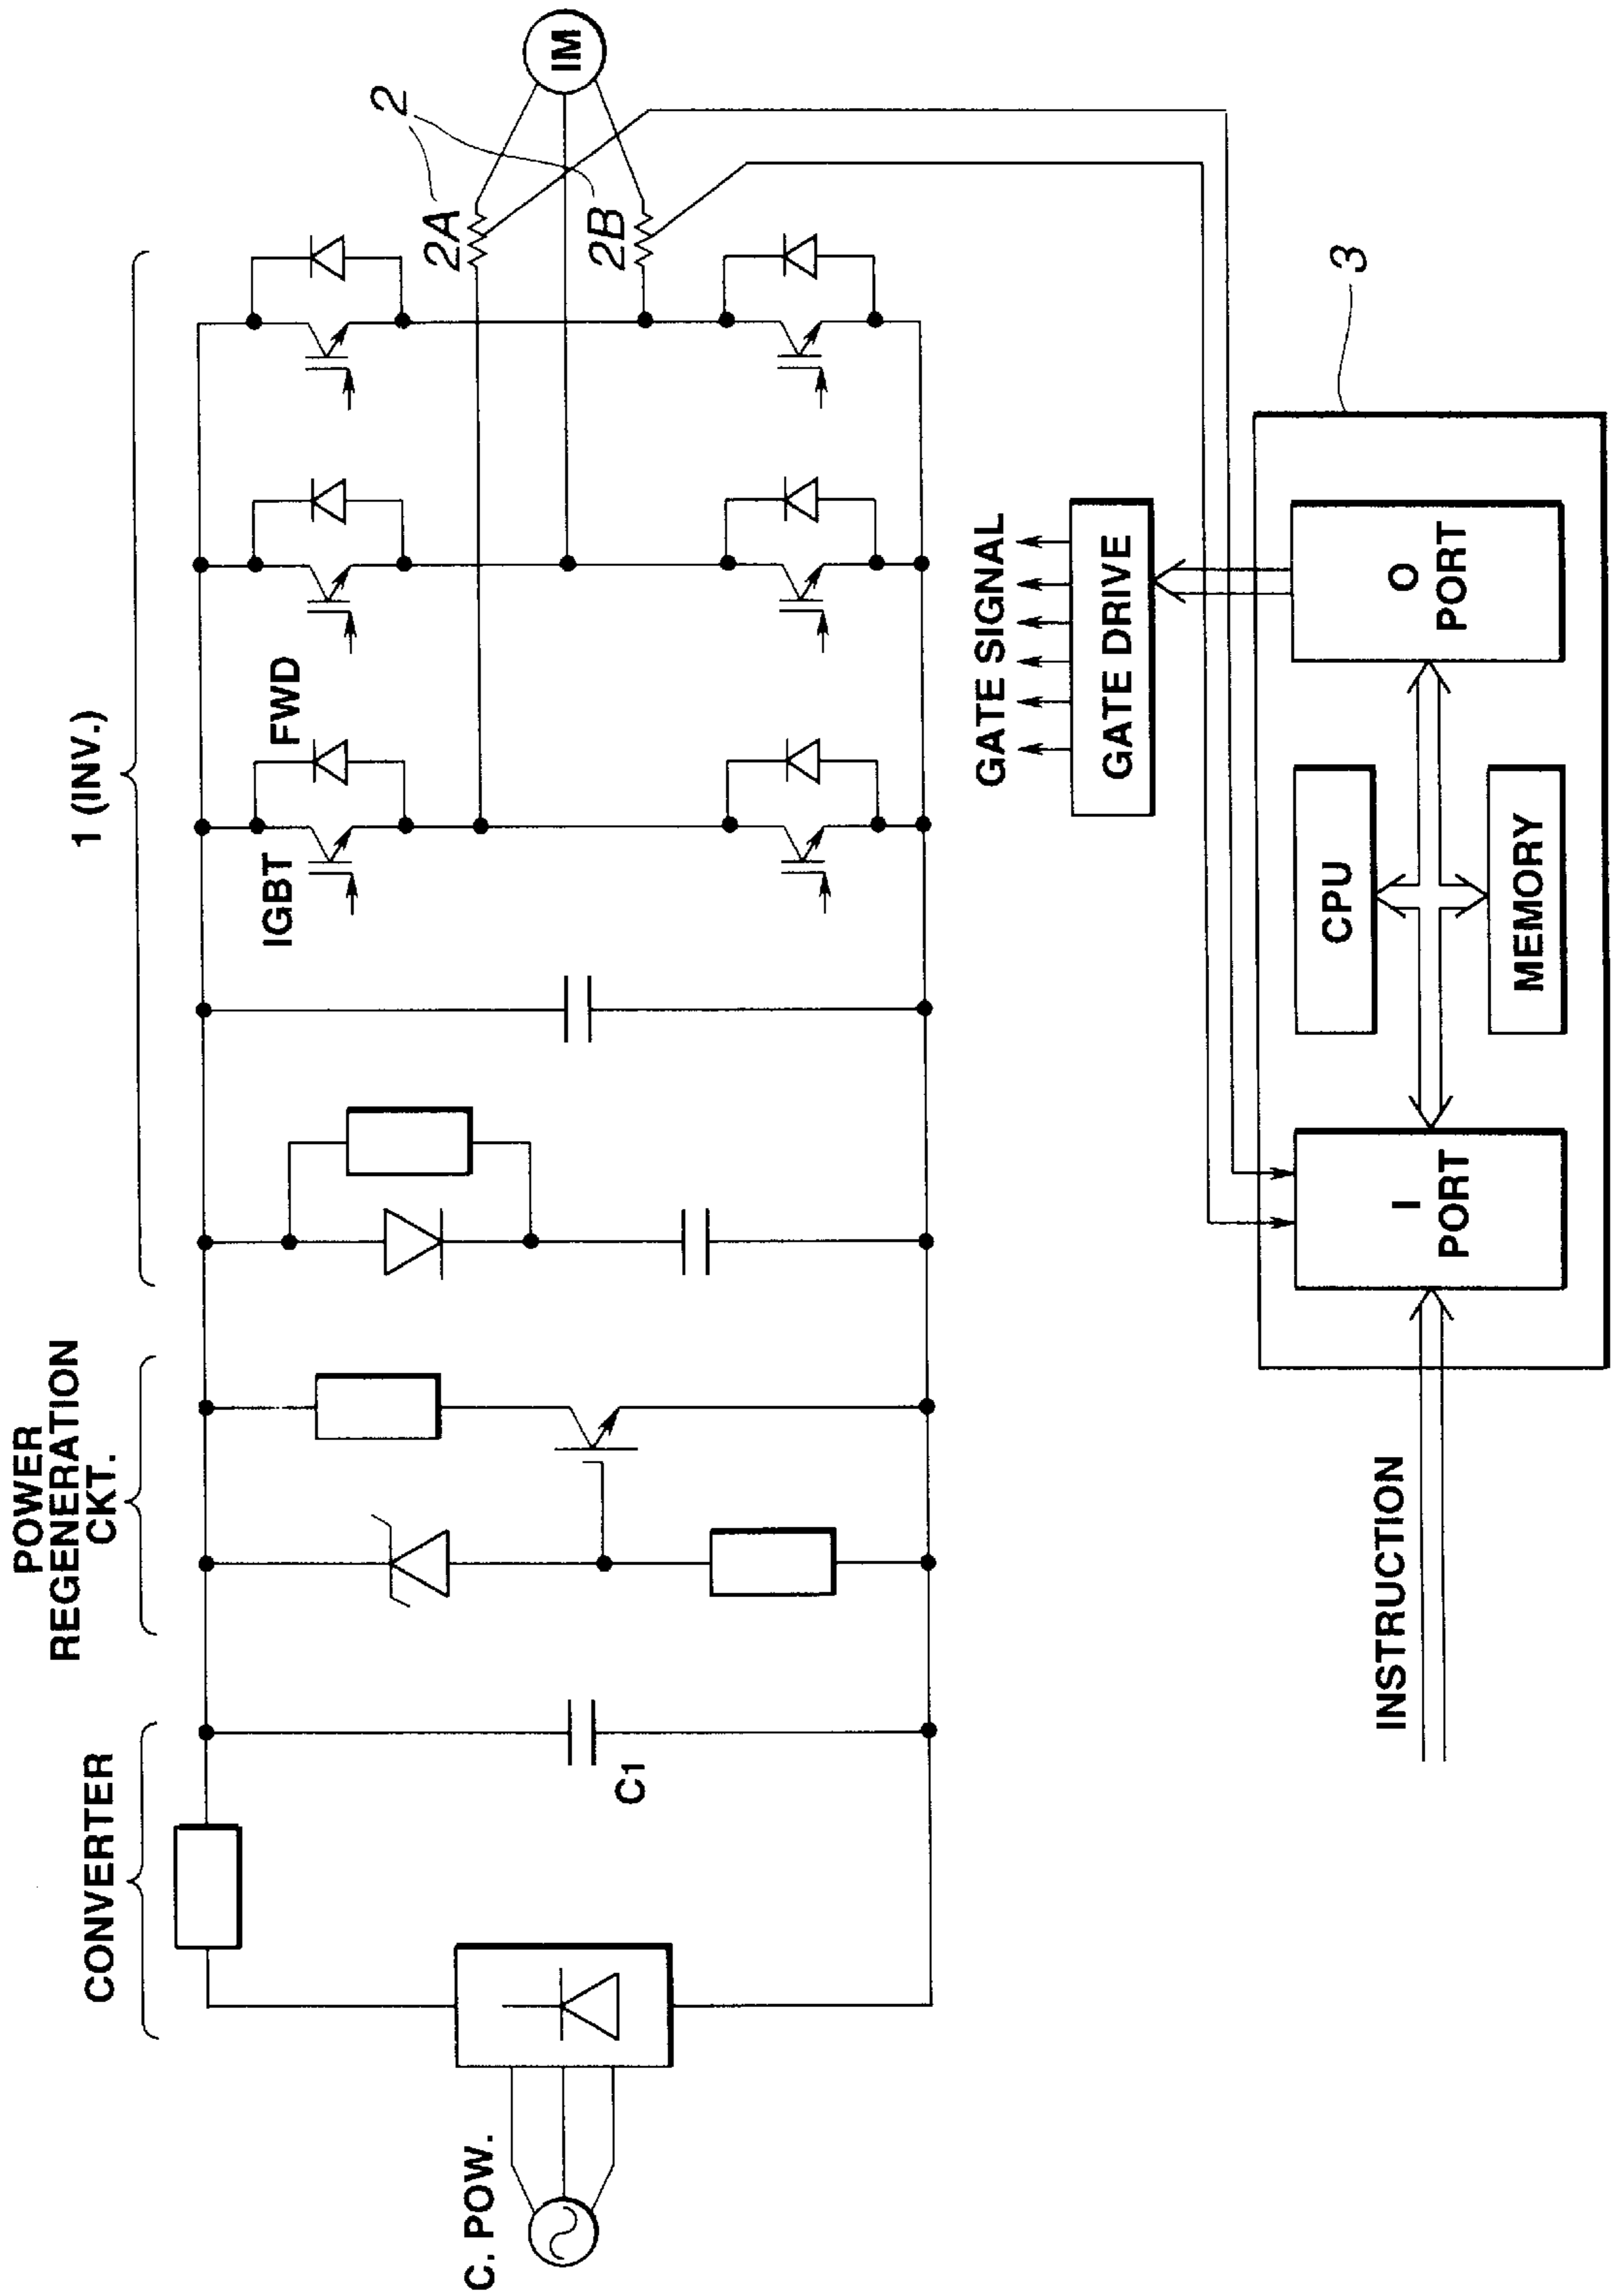 POWER
REGENERATION
CKT.
CONVERTER
1 (INV.)
IGBT
FWD
2
2A
2B
IM
C1
C. POW.
GATE SIGNAL
GATE DRIVE
3
CPU
MEMORY
I
PORT
O
PORT
INSTRUCTION